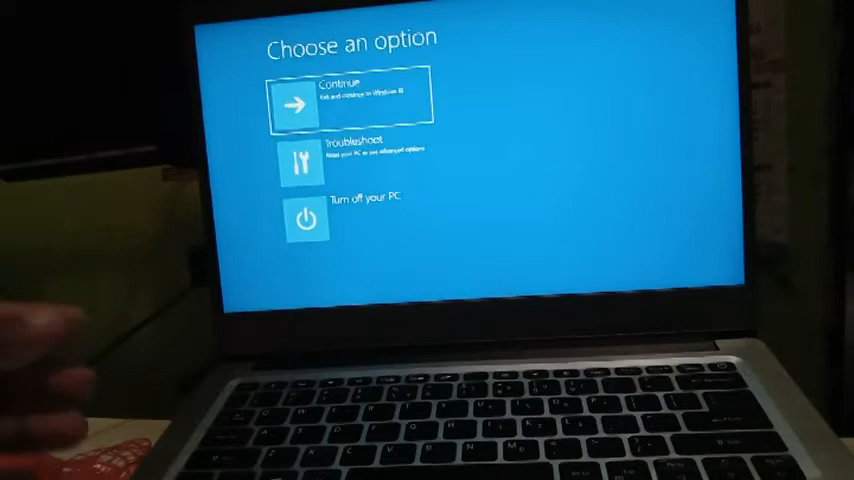 Choose an option
Continue
Exit and continue to Windows 10
Troubleshoot
Reset your PC or see advanced options
Turn off your PC